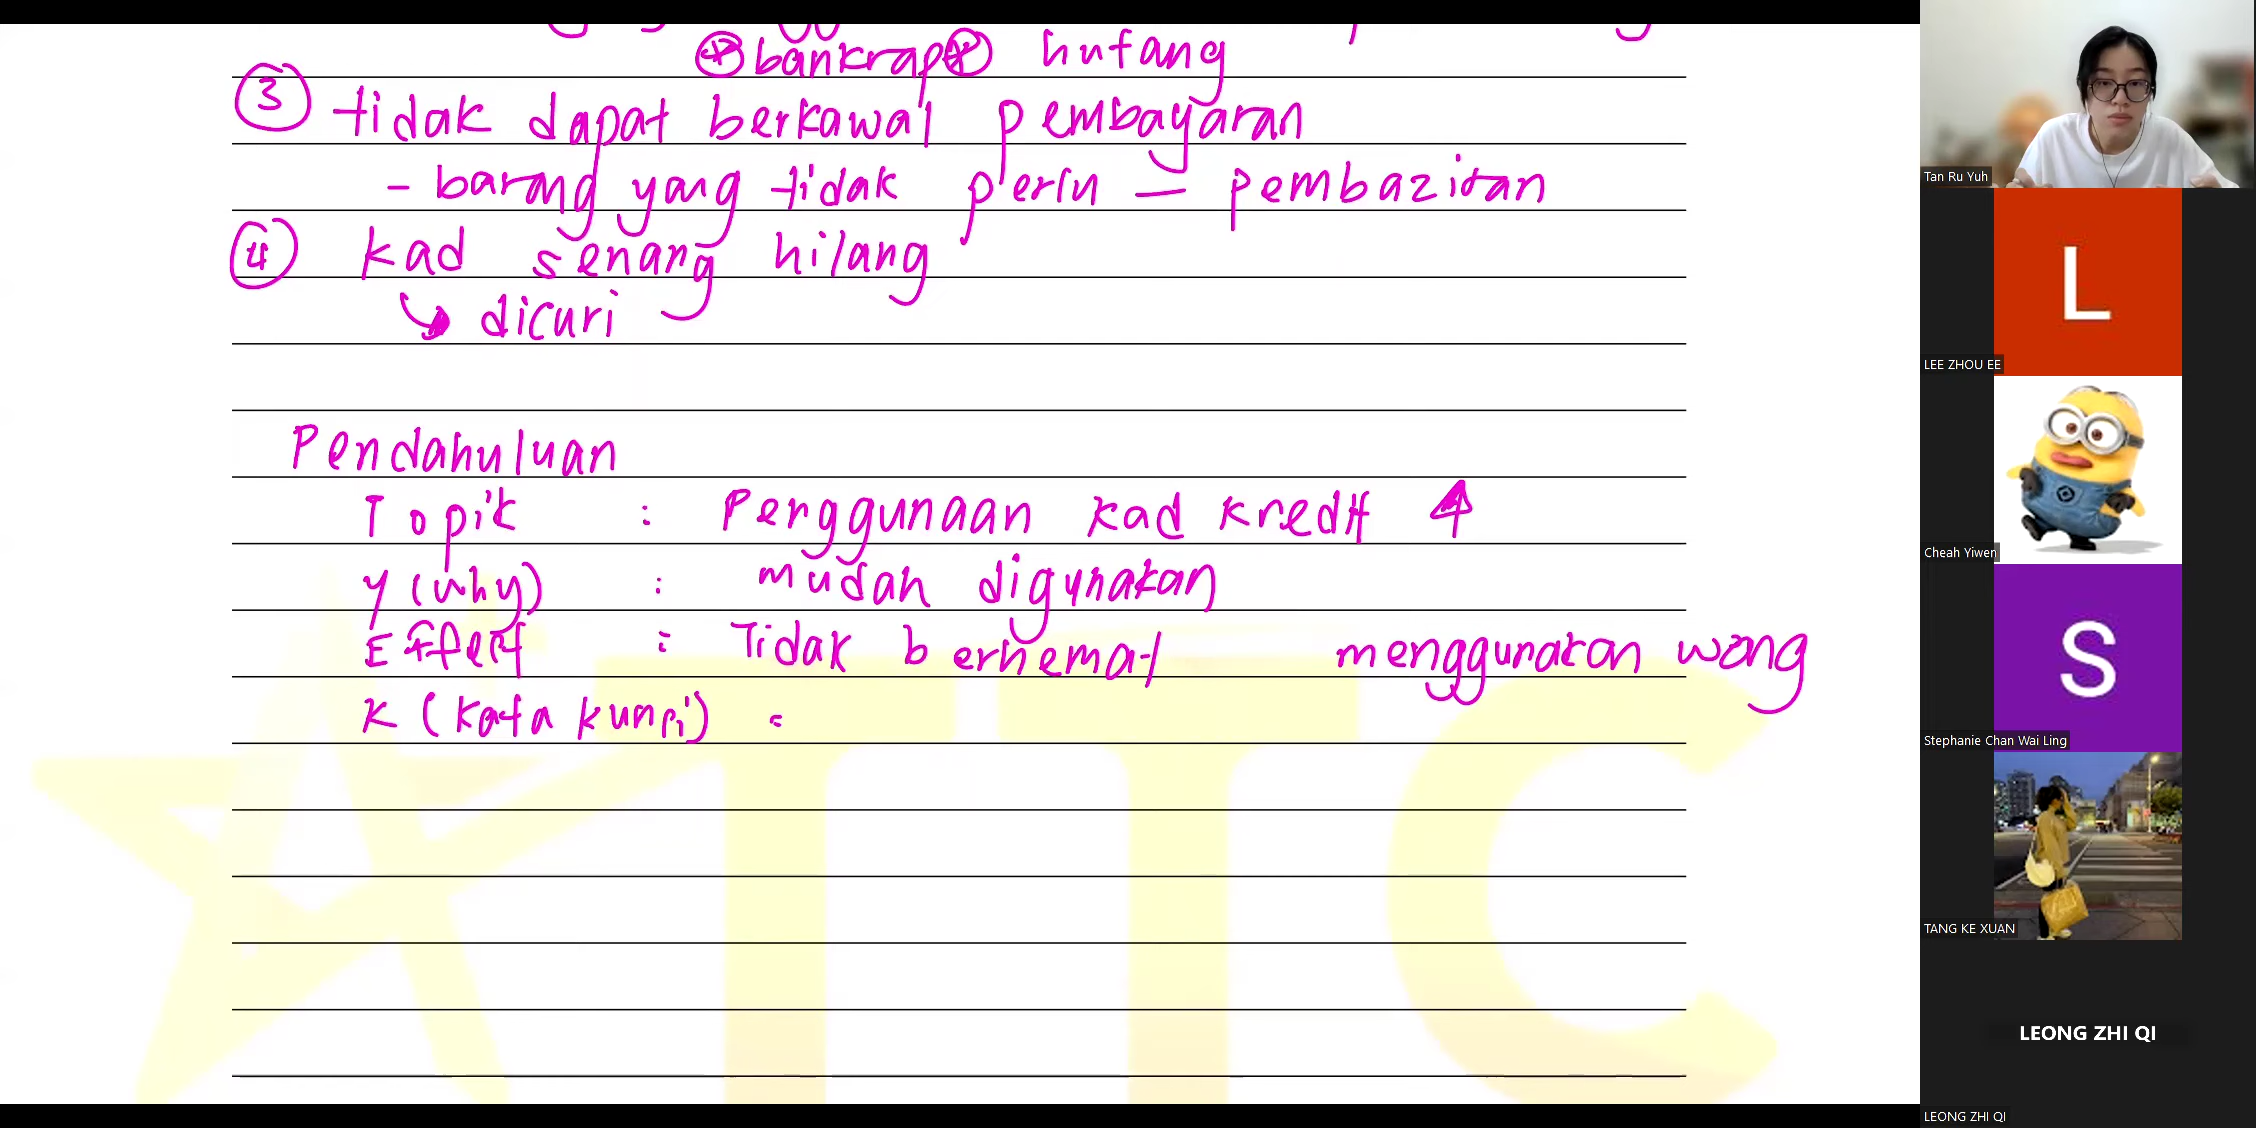 ⊕ bankrap ⊕ hutang
③ tidak dapat berkawal pembayaran
- barang yang tidak perlu — pembaziran
④ kad senang hilang
↳ dicuri
Pendahuluan
Topik : Penggunaan kad kredit ↑
Y (why) : mudah digunakan
Effect : Tidak berhemat menggunakan wang
K (kata kunci) :
TTC
Tan Ru Yuh
L
LEE ZHOU EE
Cheah Yiwen
S
Stephanie Chan Wai Ling
TANG KE XUAN
LEONG ZHI QI
LEONG ZHI QI